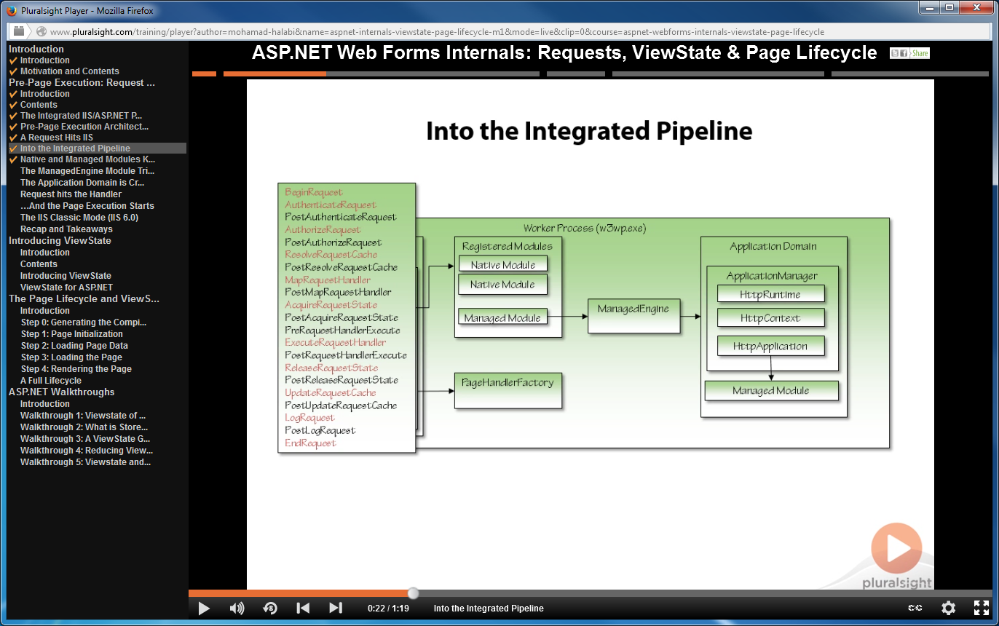 Pluralsight Player - Mozilla Firefox
www.pluralsight.com/training/player?author=mohamad-halabi&name=aspnet-internals-viewstate-page-lifecycle-m1&mode=live&clip=0&course=aspnet-webforms-internals-viewstate-page-lifecycle
Introduction
Introduction
Motivation and Contents
Pre-Page Execution: Request ...
Introduction
Contents
The Integrated IIS/ASP.NET P...
Pre-Page Execution Architect...
A Request Hits IIS
Into the Integrated Pipeline
Native and Managed Modules K...
The ManagedEngine Module Tri...
The Application Domain is Cr...
Request hits the Handler
...And the Page Execution Starts
The IIS Classic Mode (IIS 6.0)
Recap and Takeaways
Introducing ViewState
Introduction
Contents
Introducing ViewState
ViewState for ASP.NET
The Page Lifecycle and ViewS...
Introduction
Step 0: Generating the Compi...
Step 1: Page Initialization
Step 2: Loading Page Data
Step 3: Loading the Page
Step 4: Rendering the Page
A Full Lifecycle
ASP.NET Walkthroughs
Introduction
Walkthrough 1: Viewstate of ...
Walkthrough 2: What is Store...
Walkthrough 3: A ViewState G...
Walkthrough 4: Reducing View...
Walkthrough 5: Viewstate and...
ASP.NET Web Forms Internals: Requests, ViewState & Page Lifecycle
Share
Into the Integrated Pipeline
BeginRequest
AuthenticateRequest
PostAuthenticateRequest
AuthorizeRequest
PostAuthorizeRequest
ResolveRequestCache
PostResolveRequestCache
MapRequestHandler
PostMapRequestHandler
AcquireRequestState
PostAcquireRequestState
PreRequestHandlerExecute
ExecuteRequestHandler
PostRequestHandlerExecute
ReleaseRequestState
PostReleaseRequestState
UpdateRequestCache
PostUpdateRequestCache
LogRequest
PostLogRequest
EndRequest
Worker Process (w3wp.exe)
Registered Modules
Native Module
Native Module
Managed Module
PageHandlerFactory
ManagedEngine
Application Domain
ApplicationManager
HttpRuntime
HttpContext
HttpApplication
Managed Module
pluralsight
8
0:22 / 1:19
Into the Integrated Pipeline
CC